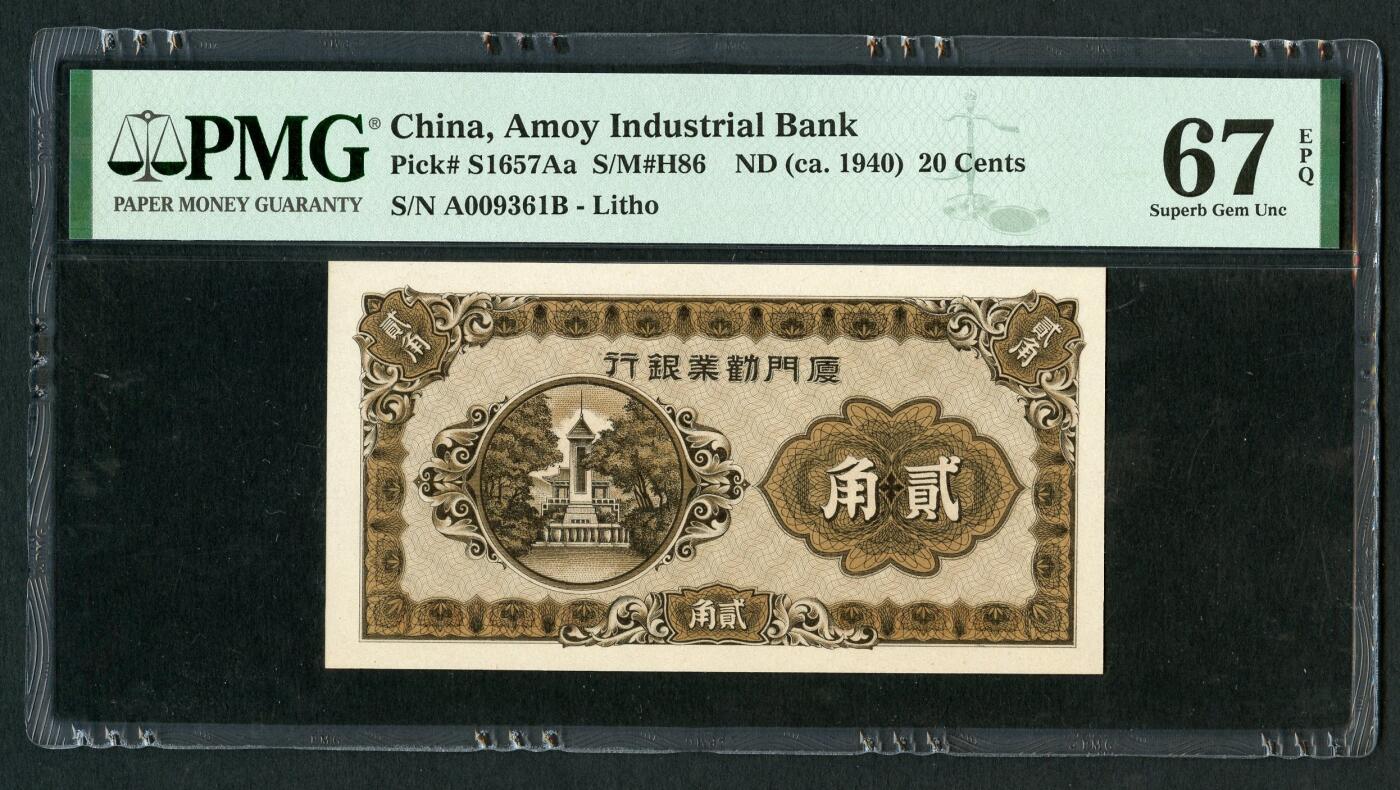 PMG®
PAPER MONEY GUARANTY
China, Amoy Industrial Bank
Pick# S1657Aa S/M#H86 ND (ca. 1940) 20 Cents
S/N A009361B - Litho
67
EPQ
Superb Gem Unc
貳角
貳角
廈門勸業銀行
貳角
貳角